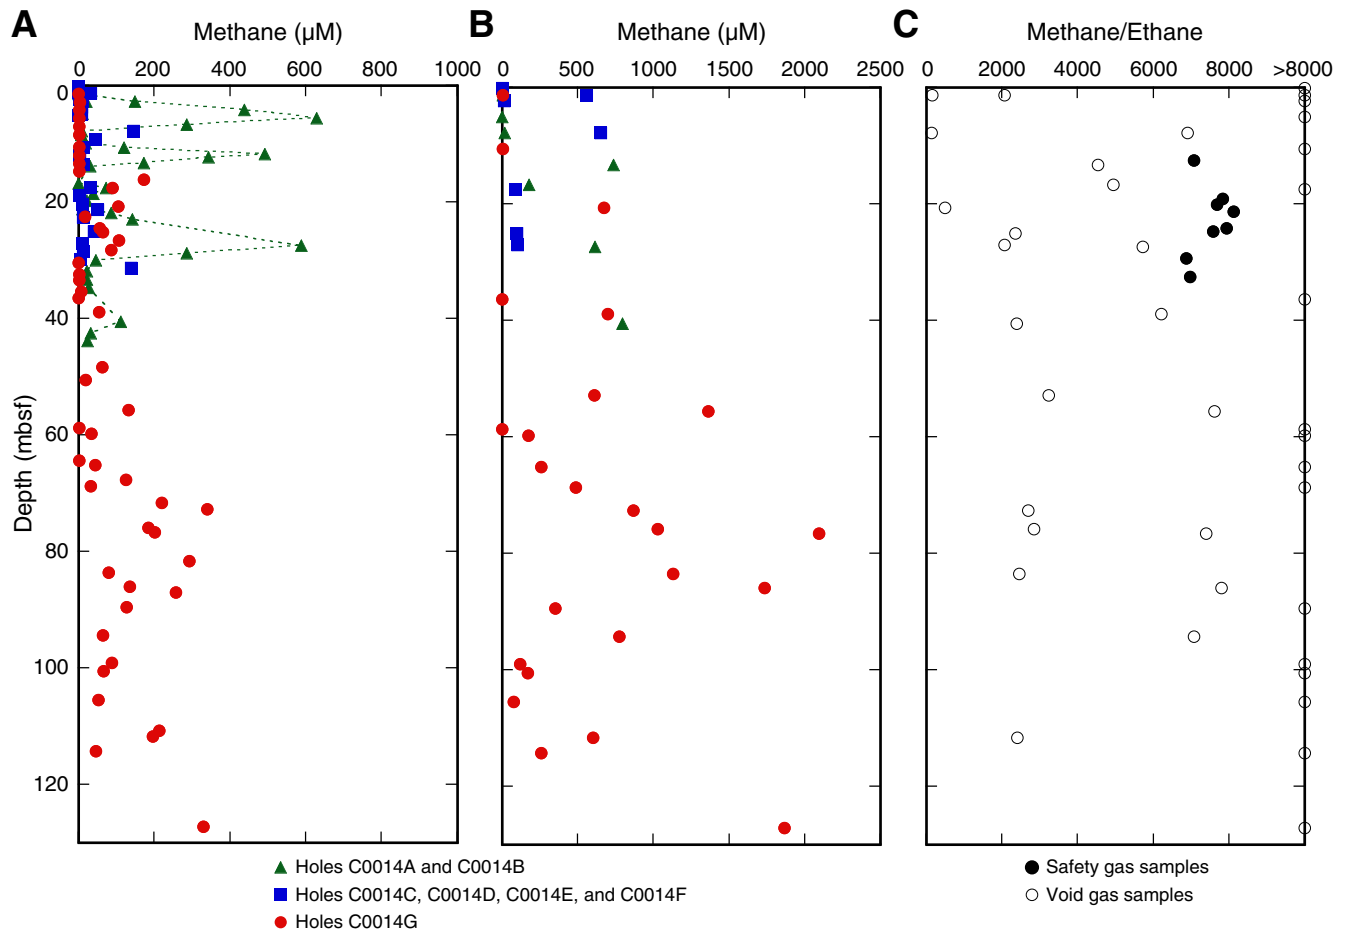 A
Methane (µM)
0 200 400 600 800 1000
B
Methane (µM)
0 500 1000 1500 2000 2500
C
Methane/Ethane
0 2000 4000 6000 8000 >8000
Depth (mbsf)
0
20
40
60
80
100
120
Holes C0014A and C0014B
Holes C0014C, C0014D, C0014E, and C0014F
Holes C0014G
Safety gas samples
Void gas samples